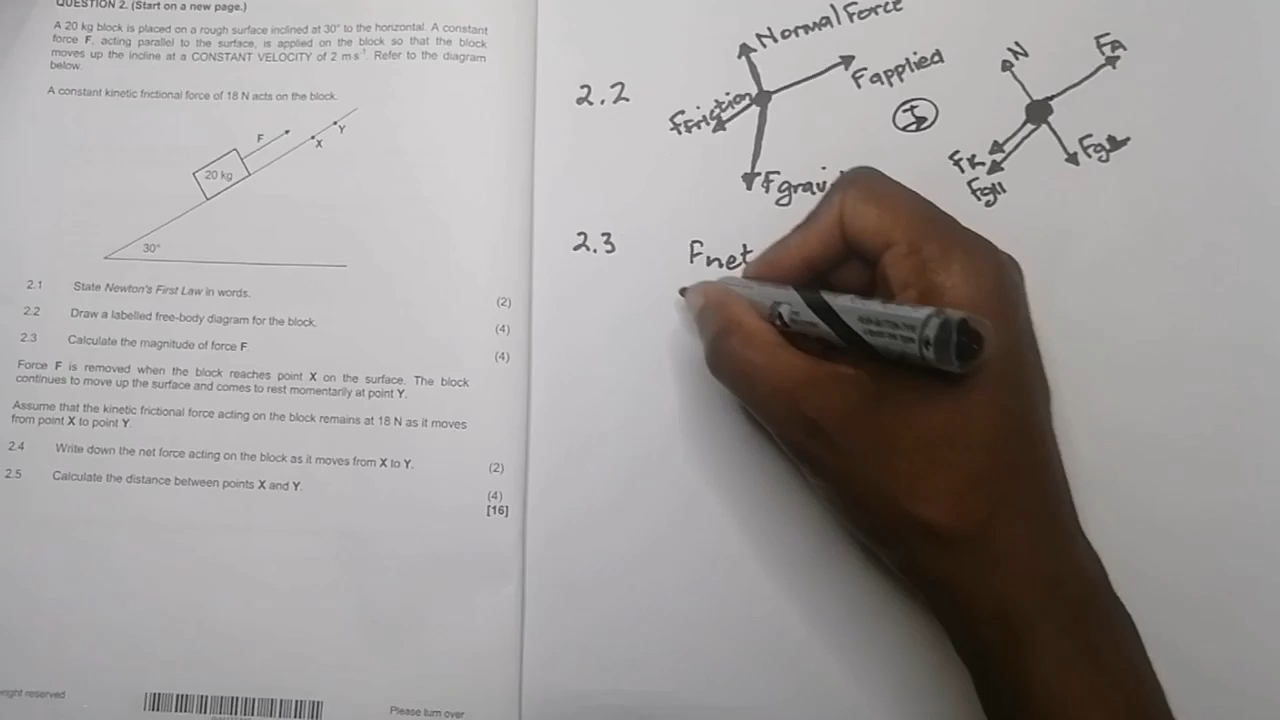 QUESTION 2. (Start on a new page.)
A 20 kg block is placed on a rough surface inclined at 30° to the horizontal. A constant
force F, acting parallel to the surface, is applied on the block so that the block
moves up the incline at a CONSTANT VELOCITY of 2 m·s⁻¹. Refer to the diagram
below.
A constant kinetic frictional force of 18 N acts on the block.
F
X
Y
20 kg
30°
2.1 State Newton's First Law in words. (2)
2.2 Draw a labelled free-body diagram for the block. (4)
2.3 Calculate the magnitude of force F (4)
Force F is removed when the block reaches point X on the surface. The block
continues to move up the surface and comes to rest momentarily at point Y.
Assume that the kinetic frictional force acting on the block remains at 18 N as it moves
from point X to point Y.
2.4 Write down the net force acting on the block as it moves from X to Y. (2)
2.5 Calculate the distance between points X and Y. (4)
[16]
right reserved
Please turn over
2.2
Normal Force
Fapplied
Ffriction
Fgravi
N
FA
FK
Fg||
2.3 Fnet